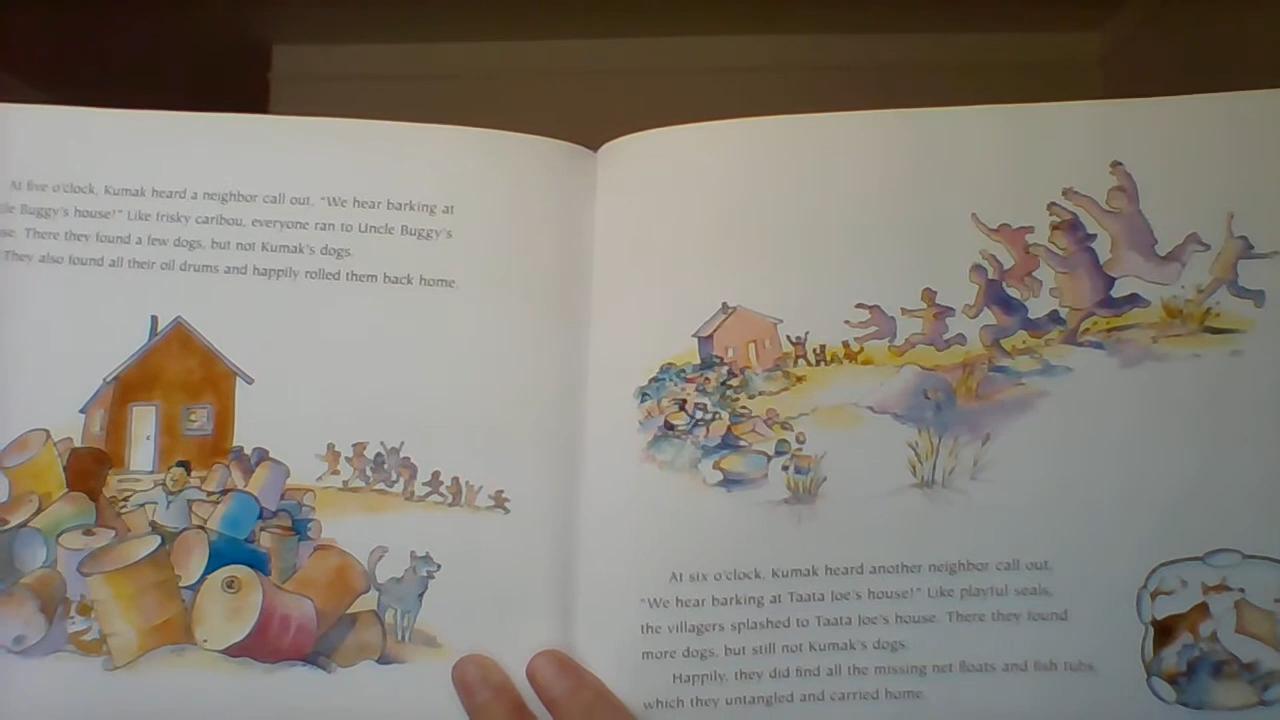 At five o'clock, Kumak heard a neighbor call out, "We hear barking at
Buggy's house!" Like frisky caribou, everyone ran to Uncle Buggy's
There they found a few dogs, but not Kumak's dogs.
They also found all their oil drums and happily rolled them back home.
At six o'clock, Kumak heard another neighbor call out,
"We hear barking at Taata Joe's house!" Like playful seals,
the villagers splashed to Taata Joe's house. There they found
more dogs, but still not Kumak's dogs.
Happily, they did find all the missing net floats and fish tubs,
which they untangled and carried home.